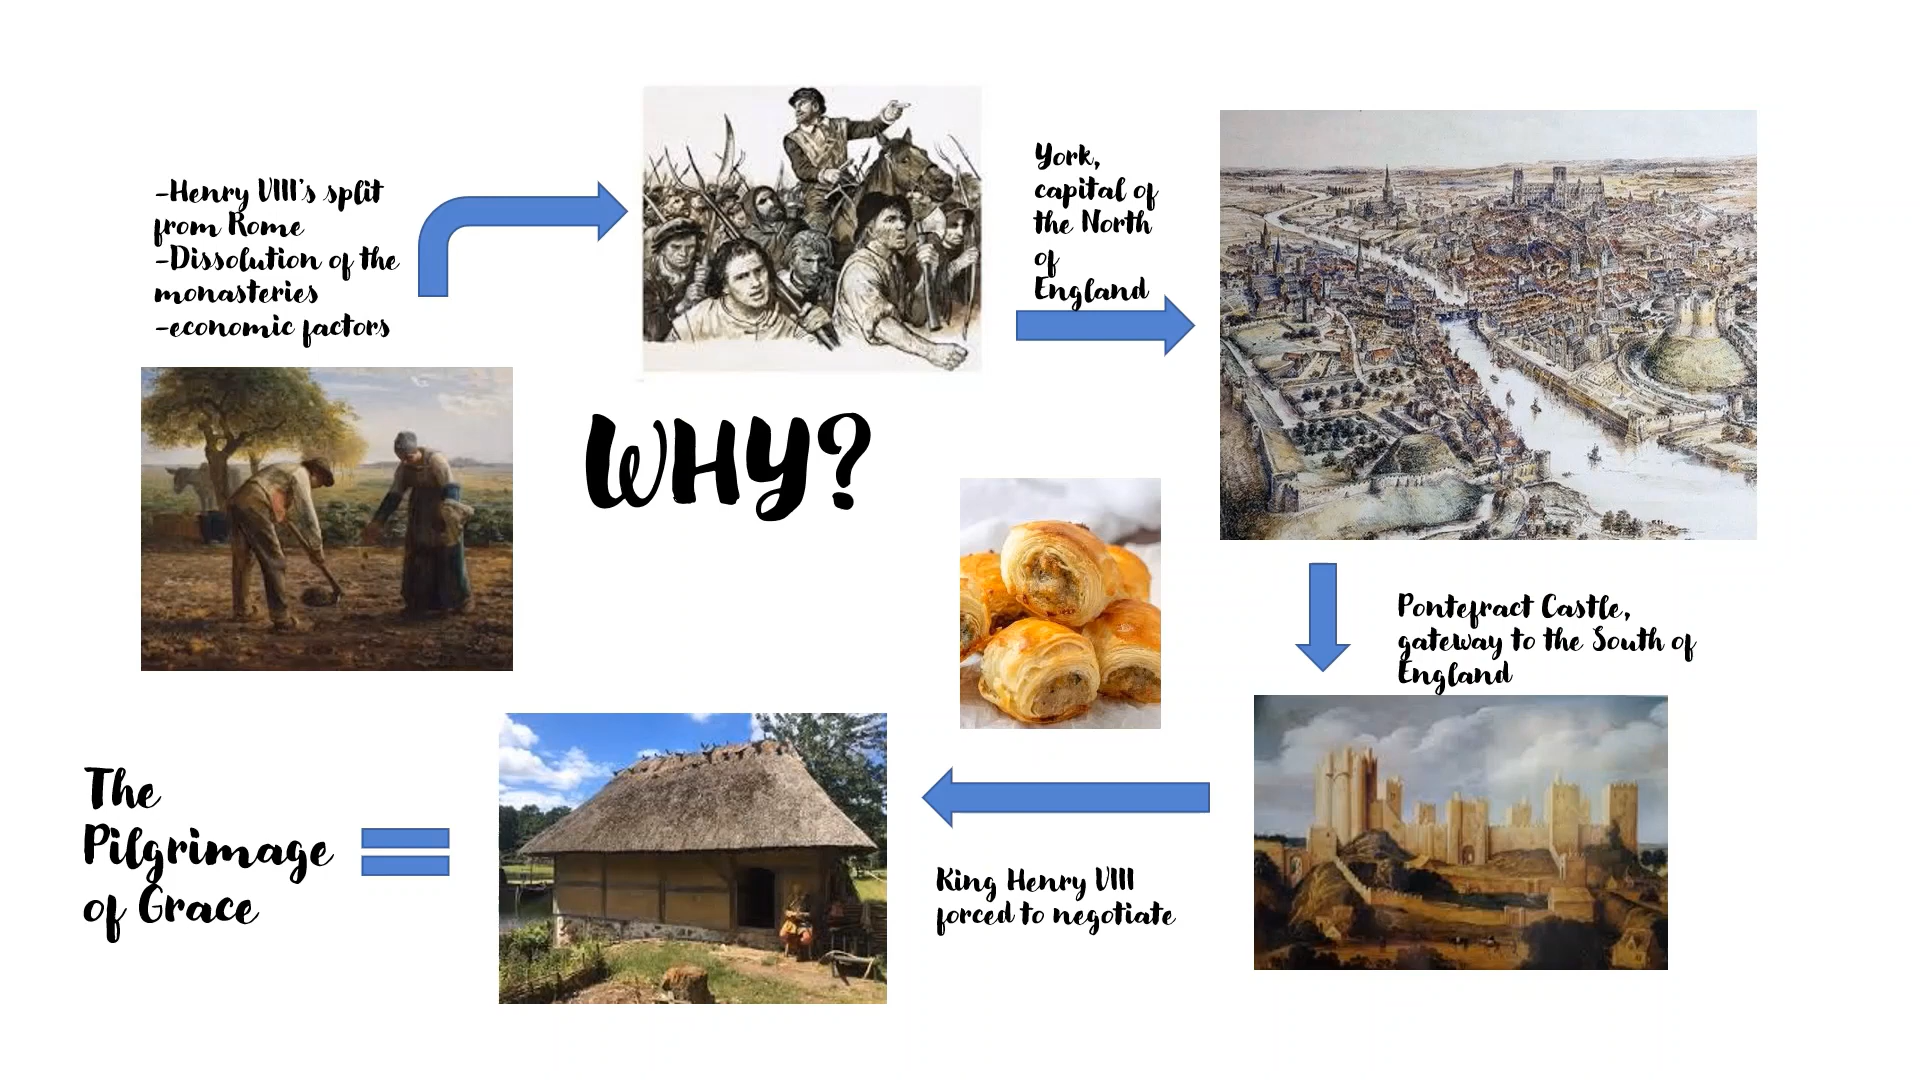 -Henry VIII's split
from Rome
-Dissolution of the
monasteries
-economic factors
York,
capital of
the North
of
England
WHY?
Pontefract Castle,
gateway to the South of
England
King Henry VIII
forced to negotiate
The
Pilgrimage
of Grace